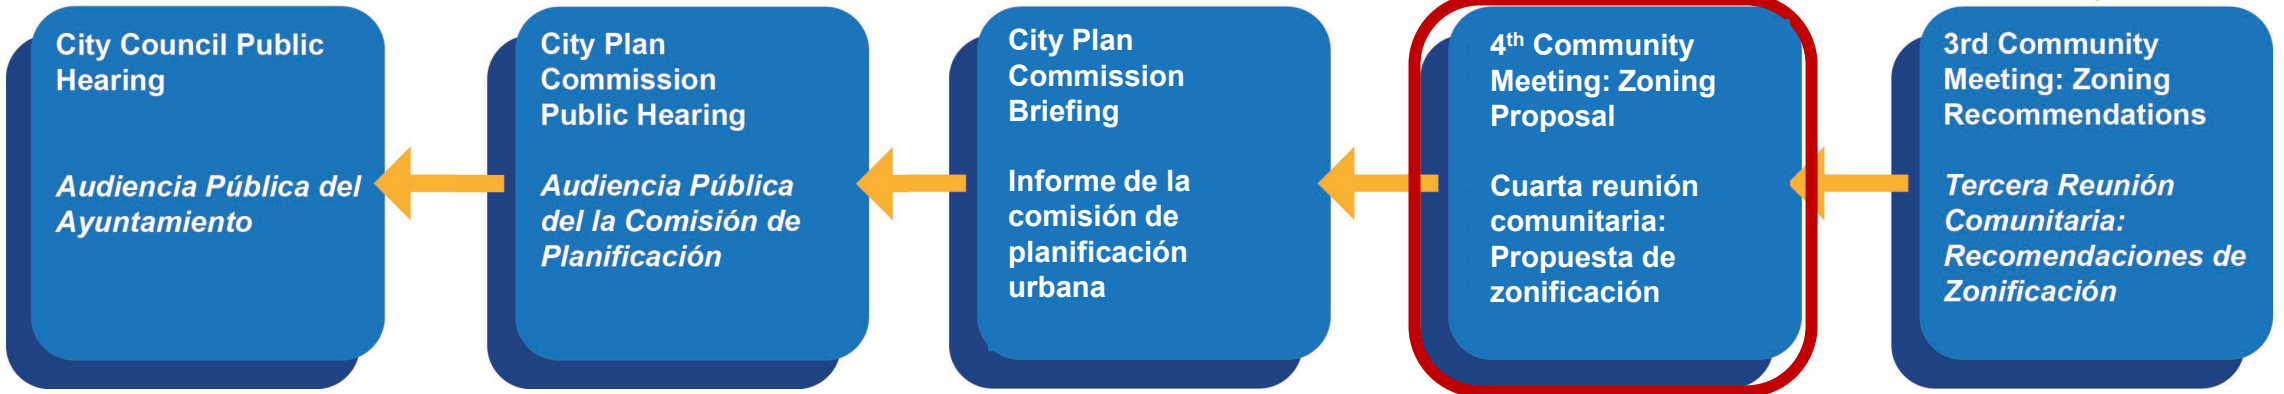 City Council Public
Hearing
Audiencia Pública del
Ayuntamiento
City Plan
Commission
Public Hearing
Audiencia Pública
del la Comisión de
Planificación
City Plan
Commission
Briefing
Informe de la
comisión de
planificación
urbana
4th Community
Meeting: Zoning
Proposal
Cuarta reunión
comunitaria:
Propuesta de
zonificación
3rd Community
Meeting: Zoning
Recommendations
Tercera Reunión
Comunitaria:
Recomendaciones de
Zonificación